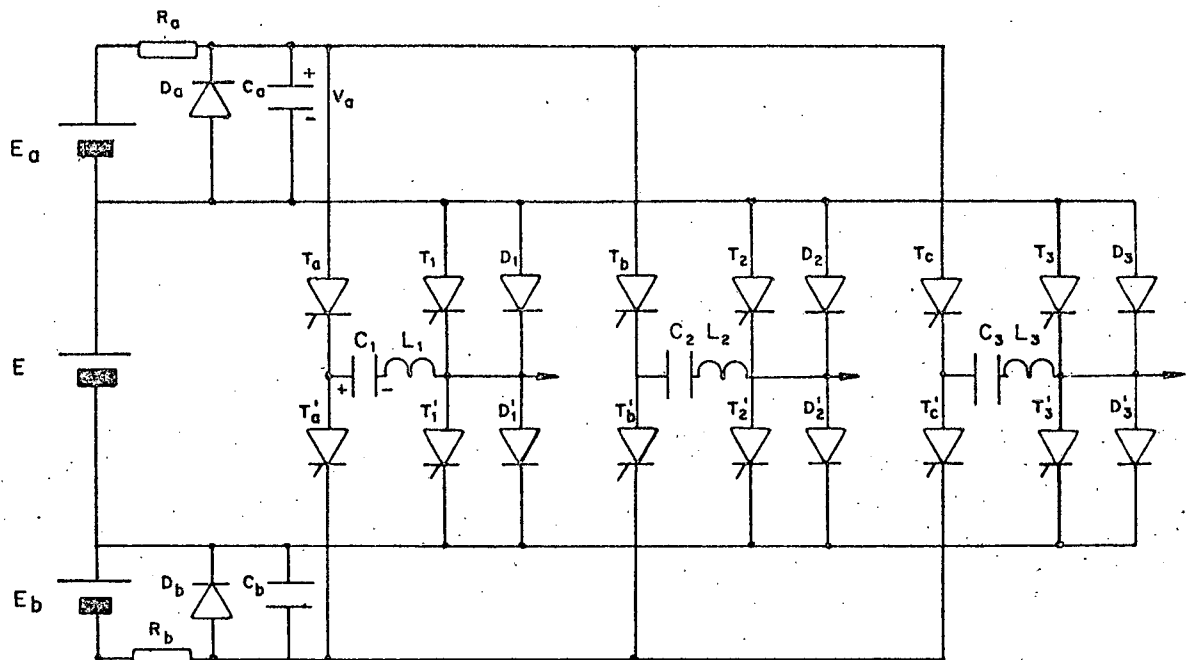 Ra
Da
Ca
+
-
Va
Ea
Ta
T1
D1
Tb
T2
D2
Tc
T3
D3
E
C1
L1
C2
L2
C3
L3
+
-
T'a
T'1
D'1
T'b
T'2
D'2
T'c
T'3
D'3
Eb
Db
Cb
Rb